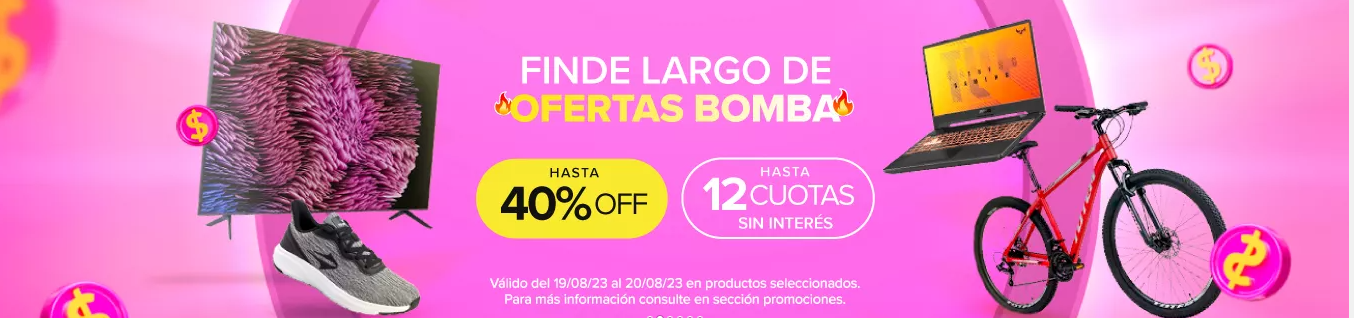 FINDE LARGO DE
🔥OFERTAS BOMBA🔥
HASTA
40% OFF
HASTA
12 CUOTAS
SIN INTERÉS
Válido del 19/08/23 al 20/08/23 en productos seleccionados.
Para más información consulte en sección promociones.